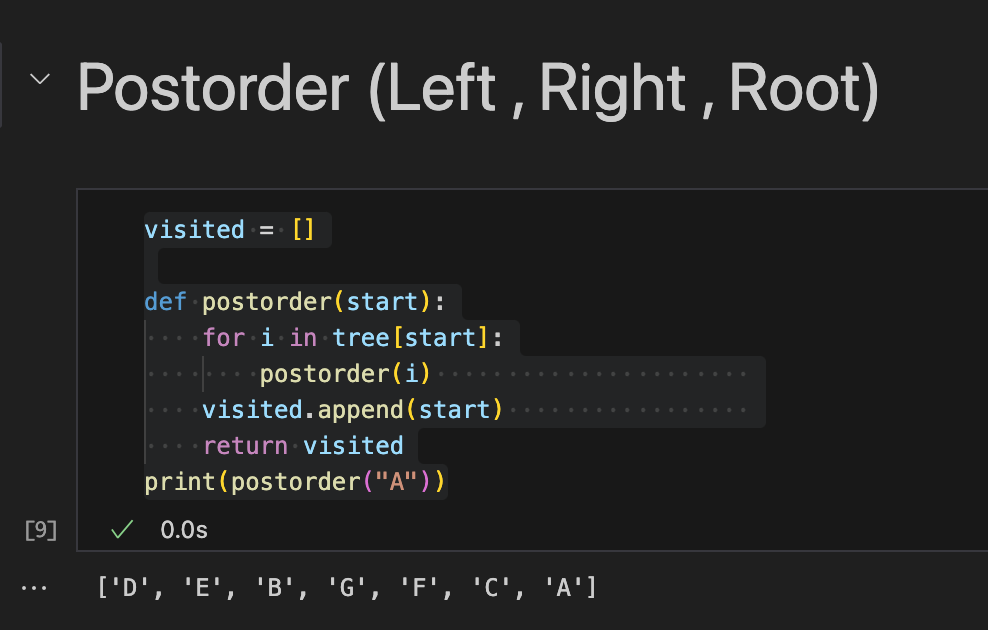 Postorder (Left , Right , Root)
visited = []
def postorder(start):
    for i in tree[start]:
        postorder(i)
    visited.append(start)
    return visited
print(postorder("A"))
[9]
0.0s
['D', 'E', 'B', 'G', 'F', 'C', 'A']